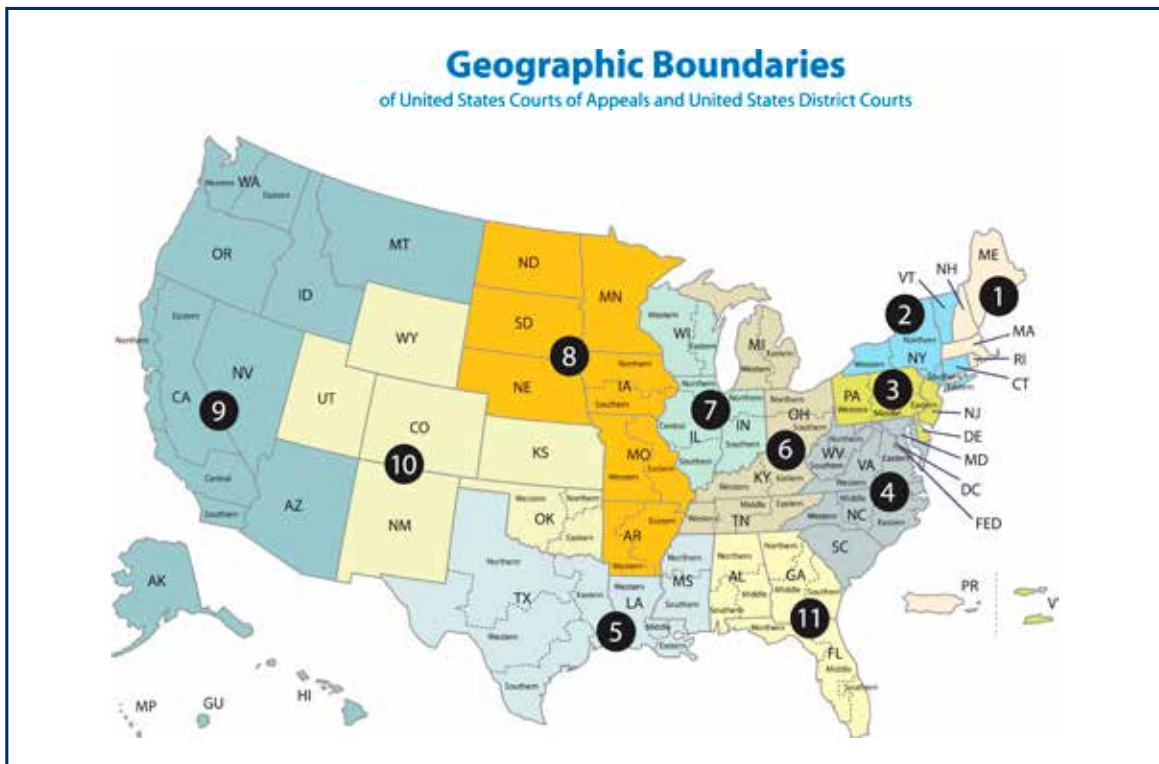 Geographic Boundaries
of United States Courts of Appeals and United States District Courts
Western
WA
Eastern
OR
MT
ID
ND
MN
ME
NH
VT
1
2
Northern
MA
RI
CT
NY
Western
Southern
Eastern
WY
SD
8
NE
Northern
IA
Southern
Western
WI
Eastern
MI
Eastern
Western
Northern
Eastern
NV
CA
9
UT
CO
10
KS
MO
Eastern
Western
Northern
7
Central
IL
Southern
Northern
IN
Southern
Northern
OH
Southern
6
KY
Western
Eastern
PA
3
Western
Middle
Eastern
NJ
DE
MD
DC
FED
Northern
WV
Southern
VA
Eastern
Western
4
Central
Southern
AZ
NM
Western
Northern
OK
Eastern
Eastern
AR
Western
Western
Middle
Eastern
TN
Western
Middle
NC
Eastern
SC
AK
Northern
TX
Eastern
Western
Southern
Western
LA
Middle
Eastern
5
Northern
MS
Southern
Northern
AL
Middle
Southern
Northern
GA
Middle
Southern
11
Northern
FL
Middle
Southern
PR
V
MP
GU
HI